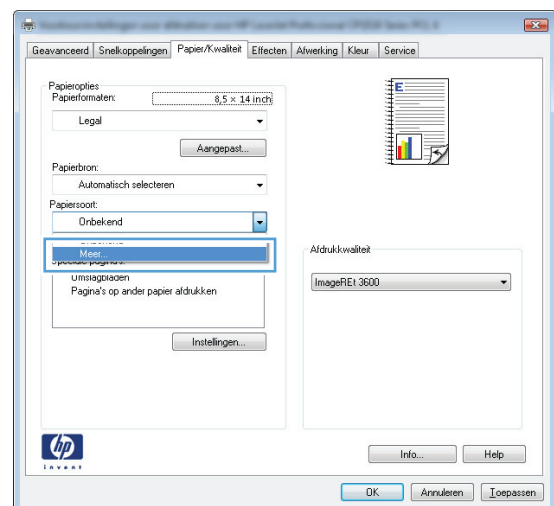 Geavanceerd Snelkoppelingen Papier/Kwaliteit Effecten Afwerking Kleur Service
Papieropties
Papierformaten: 8,5 × 14 inch
Legal
Aangepast...
Papierbron:
Automatisch selecteren
Papiersoort:
Onbekend
Meer...
Umslagbladen
Pagina's op ander papier afdrukken
Instellingen...
E
Afdrukkwaliteit
ImageREt 3600
hp
invent
Info... Help
OK Annuleren Toepassen